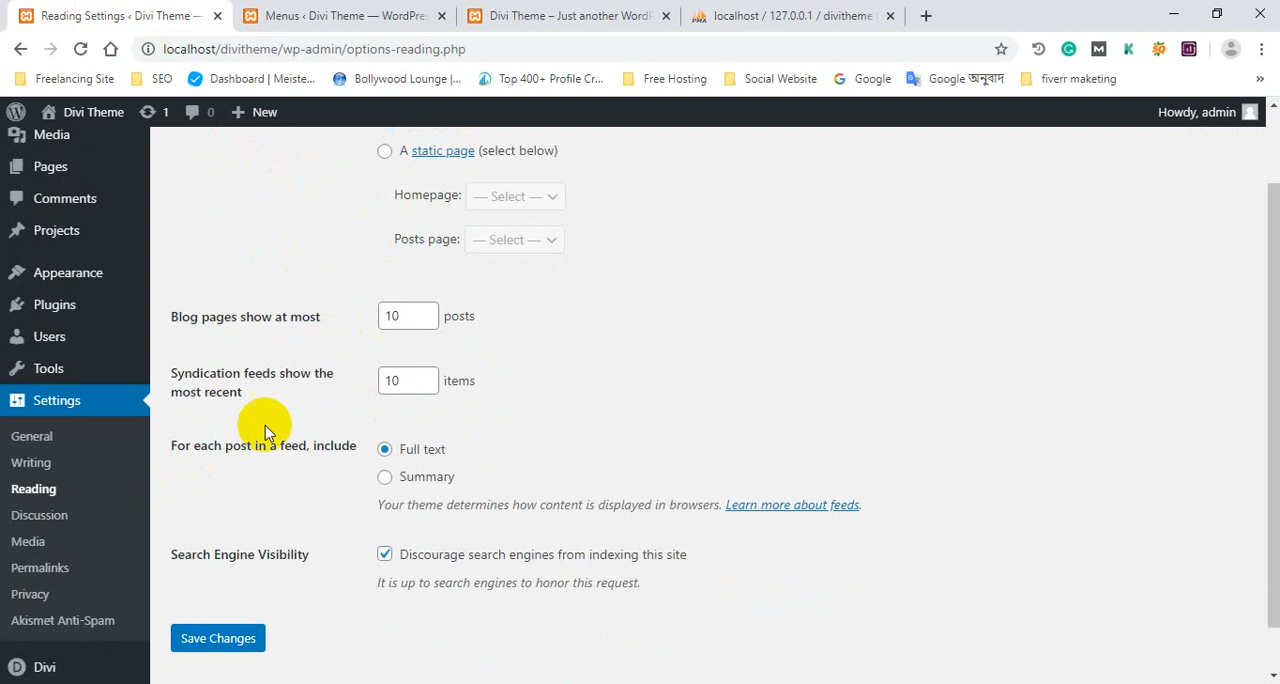 Reading Settings ‹ Divi Theme —
Menus ‹ Divi Theme — WordPre
Divi Theme – Just another WordP
localhost / 127.0.0.1 / divitheme
localhost/divitheme/wp-admin/options-reading.php
Freelancing Site
SEO
Dashboard | Meiste...
Bollywood Lounge |...
Top 400+ Profile Cr...
Free Hosting
Social Website
Google
Google অনুবাদ
fiverr maketing
»
Divi Theme
1
0
New
Howdy, admin
Media
Pages
Comments
Projects
Appearance
Plugins
Users
Tools
Settings
General
Writing
Reading
Discussion
Media
Permalinks
Privacy
Akismet Anti-Spam
Divi
A static page (select below)
Homepage: — Select —
Posts page: — Select —
Blog pages show at most 10 posts
Syndication feeds show the
most recent
10 items
For each post in a feed, include
Full text
Summary
Your theme determines how content is displayed in browsers. Learn more about feeds.
Search Engine Visibility
Discourage search engines from indexing this site
It is up to search engines to honor this request.
Save Changes